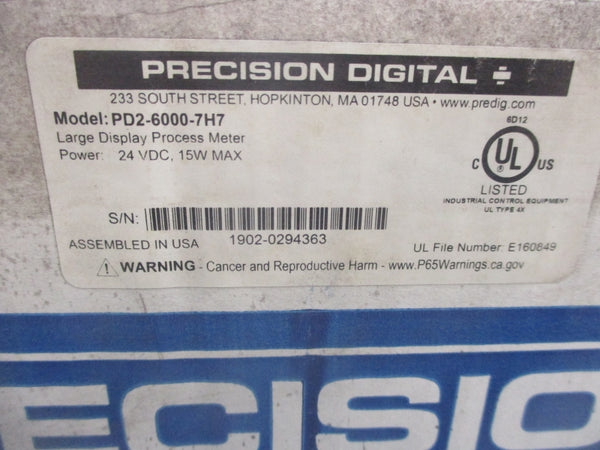 PRECISION DIGITAL
233 SOUTH STREET, HOPKINTON, MA 01748 USA • www.predig.com
Model: PD2-6000-7H7
Large Display Process Meter
Power: 24 VDC, 15W MAX
6D12
C UL US
LISTED
INDUSTRIAL CONTROL EQUIPMENT
UL TYPE 4X
S/N:
1902-0294363
ASSEMBLED IN USA
UL File Number: E160849
WARNING - Cancer and Reproductive Harm - www.P65Warnings.ca.gov
ECISIO